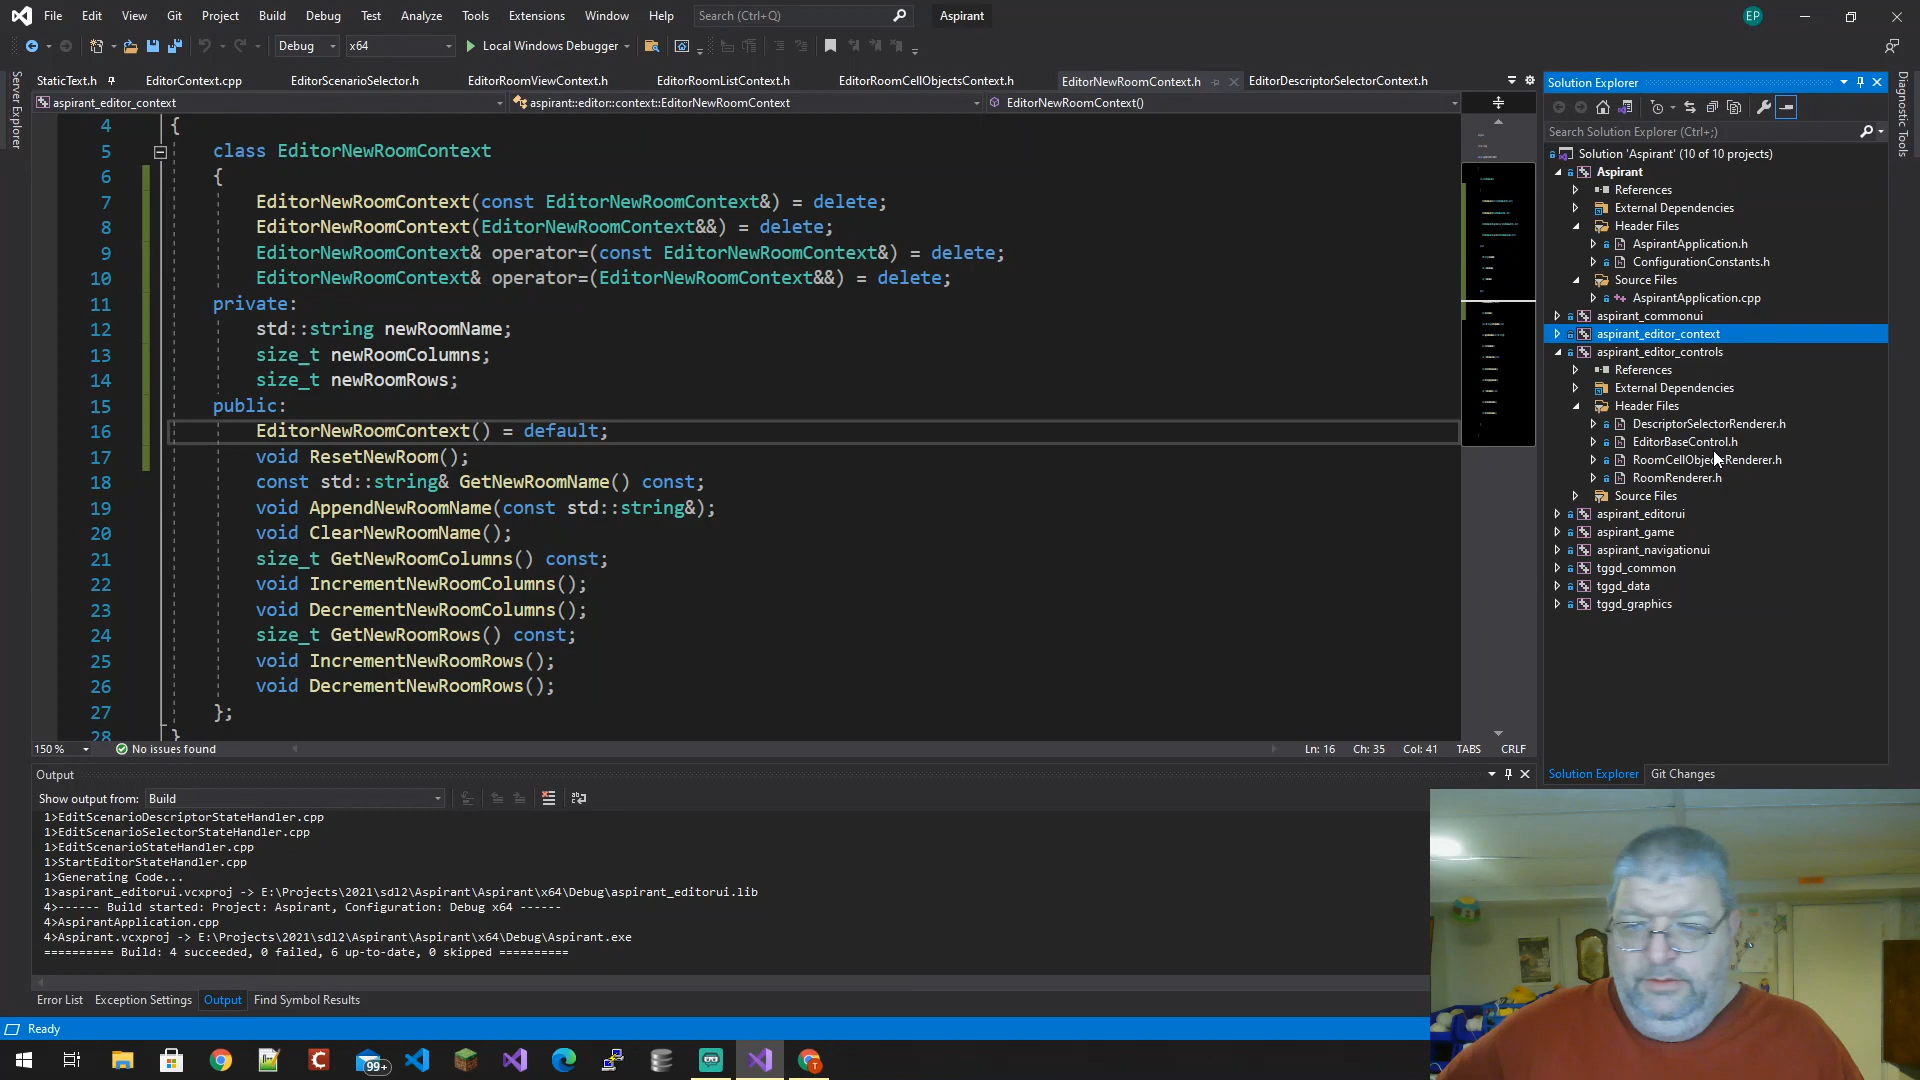 File Edit View Git Project Build Debug Test Analyze Tools Extensions Window Help Search (Ctrl+Q) Aspirant EP
Debug x64 Local Windows Debugger
Server Explorer
StaticText.h EditorContext.cpp EditorScenarioSelector.h EditorRoomViewContext.h EditorRoomListContext.h EditorRoomCellObjectsContext.h EditorNewRoomContext.h EditorDescriptorSelectorContext.h
aspirant_editor_context aspirant::editor::context::EditorNewRoomContext EditorNewRoomContext()
4 {
5 class EditorNewRoomContext
6 {
7 EditorNewRoomContext(const EditorNewRoomContext&) = delete;
8 EditorNewRoomContext(EditorNewRoomContext&&) = delete;
9 EditorNewRoomContext& operator=(const EditorNewRoomContext&) = delete;
10 EditorNewRoomContext& operator=(EditorNewRoomContext&&) = delete;
11 private:
12 std::string newRoomName;
13 size_t newRoomColumns;
14 size_t newRoomRows;
15 public:
16 EditorNewRoomContext() = default;
17 void ResetNewRoom();
18 const std::string& GetNewRoomName() const;
19 void AppendNewRoomName(const std::string&);
20 void ClearNewRoomName();
21 size_t GetNewRoomColumns() const;
22 void IncrementNewRoomColumns();
23 void DecrementNewRoomColumns();
24 size_t GetNewRoomRows() const;
25 void IncrementNewRoomRows();
26 void DecrementNewRoomRows();
27 };
28 }
150 % No issues found Ln: 16 Ch: 35 Col: 41 TABS CRLF
Output
Show output from: Build
1>EditScenarioDescriptorStateHandler.cpp
1>EditScenarioSelectorStateHandler.cpp
1>EditScenarioStateHandler.cpp
1>StartEditorStateHandler.cpp
1>Generating Code...
1>aspirant_editorui.vcxproj -> E:\Projects\2021\sdl2\Aspirant\Aspirant\x64\Debug\aspirant_editorui.lib
4>------ Build started: Project: Aspirant, Configuration: Debug x64 ------
4>AspirantApplication.cpp
4>Aspirant.vcxproj -> E:\Projects\2021\sdl2\Aspirant\Aspirant\x64\Debug\Aspirant.exe
========== Build: 4 succeeded, 0 failed, 6 up-to-date, 0 skipped ==========
Error List Exception Settings Output Find Symbol Results
Ready
99+
Solution Explorer
Search Solution Explorer (Ctrl+;)
Solution 'Aspirant' (10 of 10 projects)
Aspirant
References
External Dependencies
Header Files
AspirantApplication.h
ConfigurationConstants.h
Source Files
AspirantApplication.cpp
aspirant_commonui
aspirant_editor_context
aspirant_editor_controls
References
External Dependencies
Header Files
DescriptorSelectorRenderer.h
EditorBaseControl.h
RoomCellObjectsRenderer.h
RoomRenderer.h
Source Files
aspirant_editorui
aspirant_game
aspirant_navigationui
tggd_common
tggd_data
tggd_graphics
Solution Explorer Git Changes
Diagnostic Tools